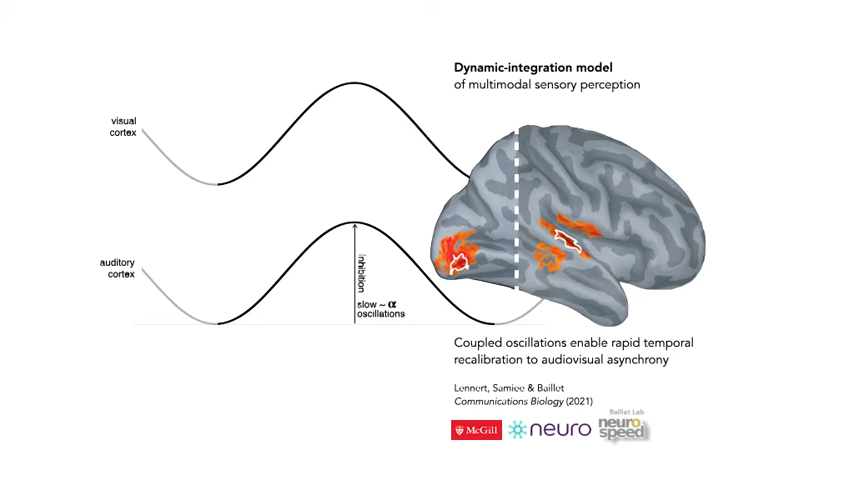 Dynamic-integration model
of multimodal sensory perception
visual
cortex
auditory
cortex
inhibition
slow ~ α
oscillations
Coupled oscillations enable rapid temporal
recalibration to audiovisual asynchrony
Lennert, Samiee & Baillet
Communications Biology (2021)
McGill
neuro
Baillet Lab
neuro
speed